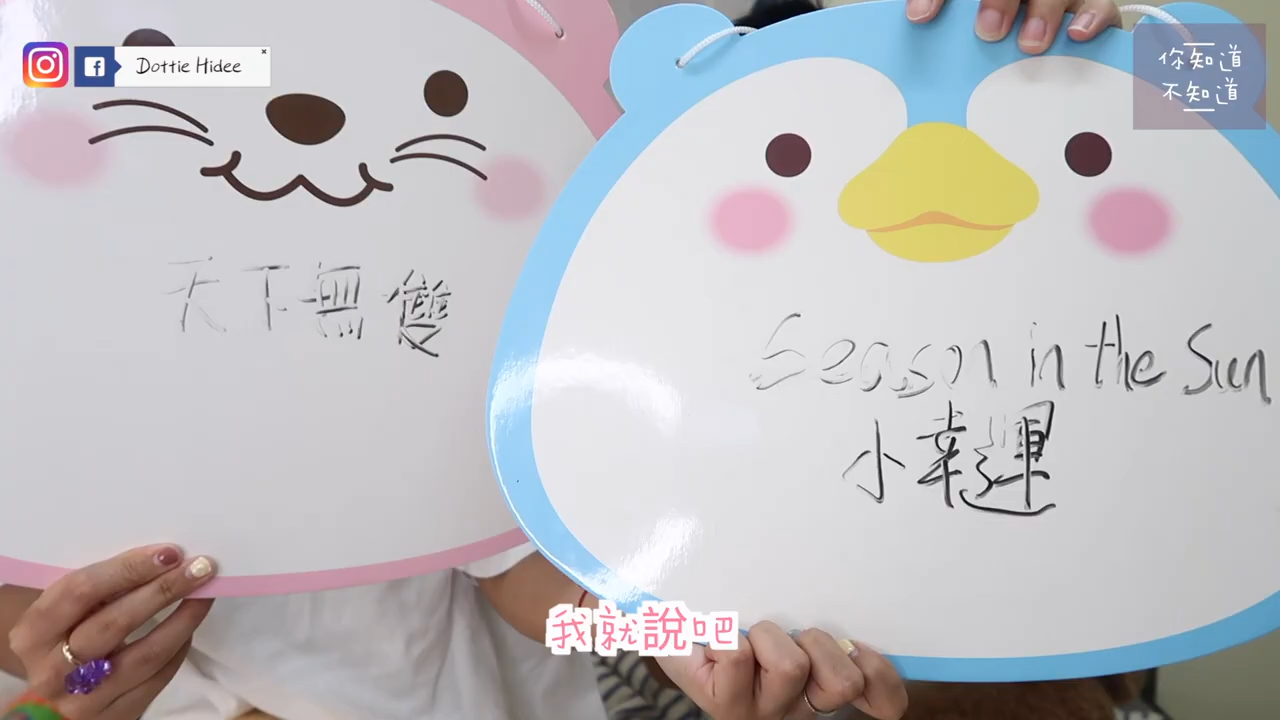 Dottie Hidee
你知道
不知道
天下無雙
Season in the Sun
小幸運
我就說吧